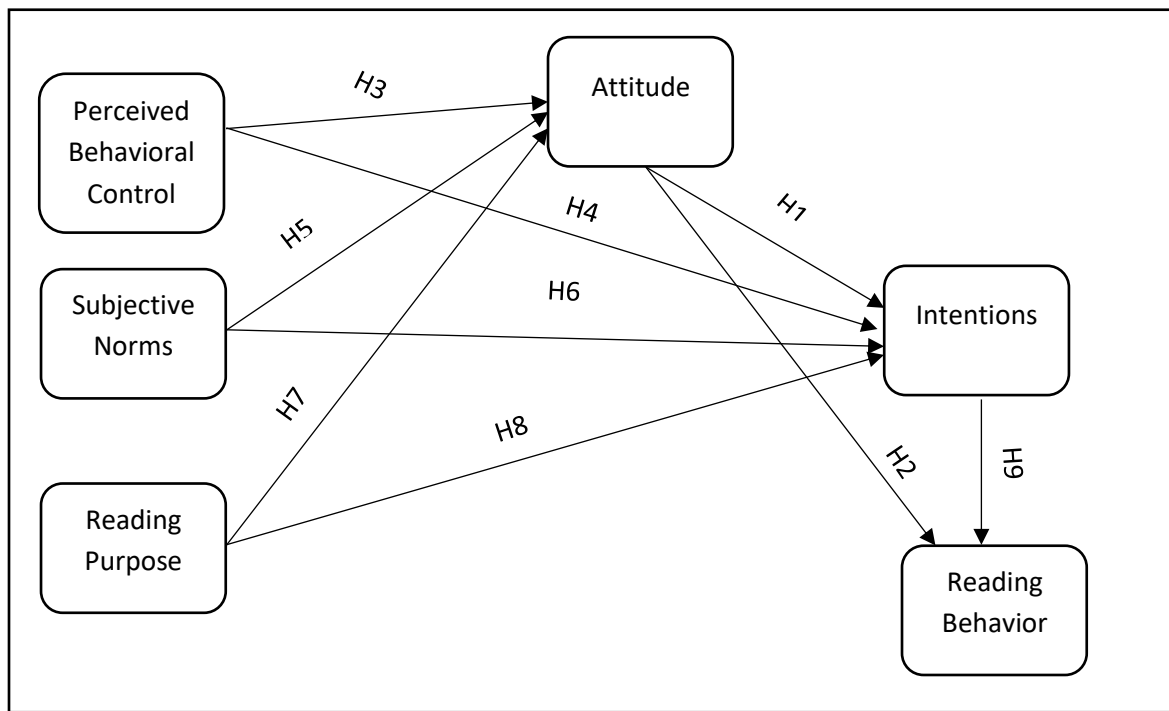 H3
Attitude
Perceived
Behavioral
Control
H5
H4
H1
Subjective
Norms
H6
Intentions
H7
H8
H2
H9
Reading
Purpose
Reading
Behavior